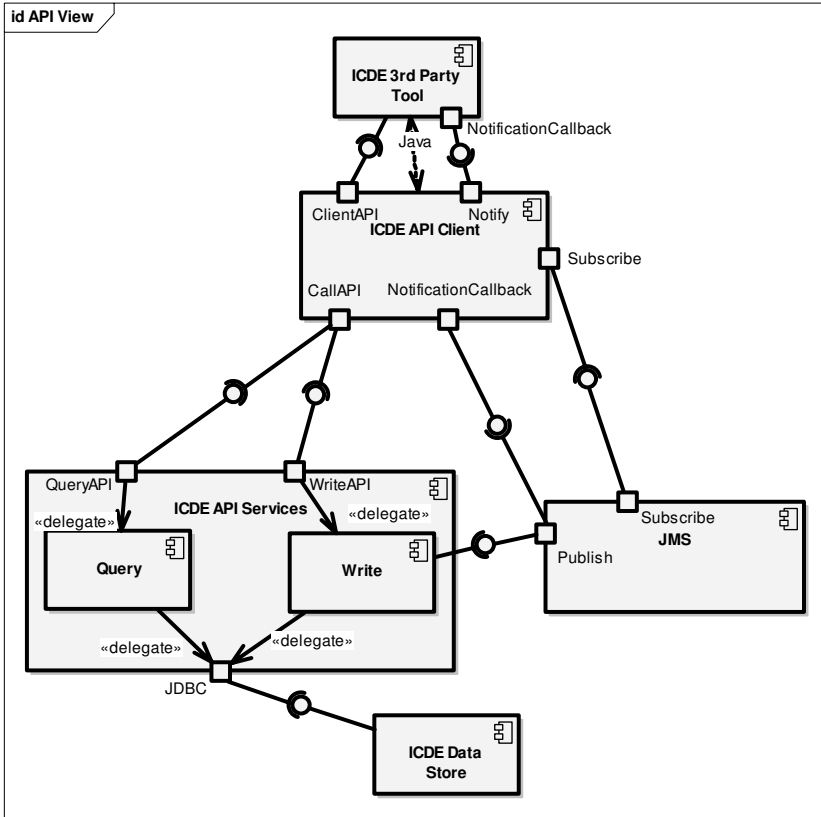 id API View
ICDE 3rd Party
Tool
NotificationCallback
Java
ClientAPI
Notify
ICDE API Client
Subscribe
CallAPI
NotificationCallback
QueryAPI
WriteAPI
ICDE API Services
«delegate»
«delegate»
Subscribe
JMS
Publish
Query
Write
«delegate»
«delegate»
JDBC
ICDE Data
Store